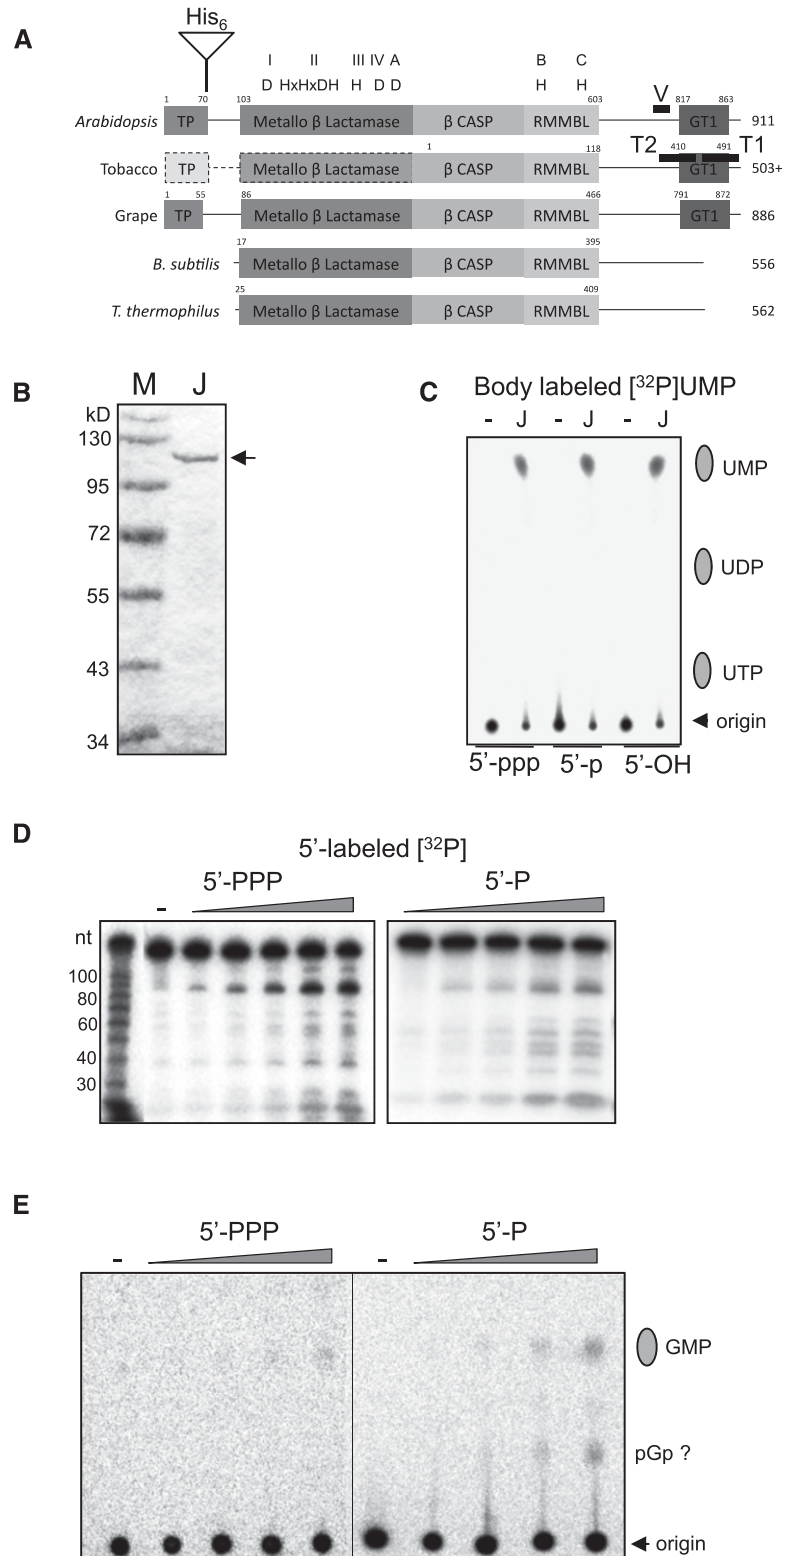 A
His6
I II III IV A B C
D HxHxDH H D D H H
1 70 103 603 V 817 863
Arabidopsis TP Metallo β Lactamase β CASP RMMBL GT1 911
1 118 T2 410 491 T1
Tobacco TP Metallo β Lactamase β CASP RMMBL GT1 503+
1 55 86 466 791 872
Grape TP Metallo β Lactamase β CASP RMMBL GT1 886
17 395
B. subtilis Metallo β Lactamase β CASP RMMBL 556
25 409
T. thermophilus Metallo β Lactamase β CASP RMMBL 562
B
M J
kD
130
95
72
55
43
34
C
Body labeled [32P]UMP
- J - J - J
UMP
UDP
UTP
origin
5’-ppp 5’-p 5’-OH
D
5’-labeled [32P]
5’-PPP 5’-P
-
nt
100
80
60
40
30
E
5’-PPP 5’-P
- -
GMP
pGp ?
origin